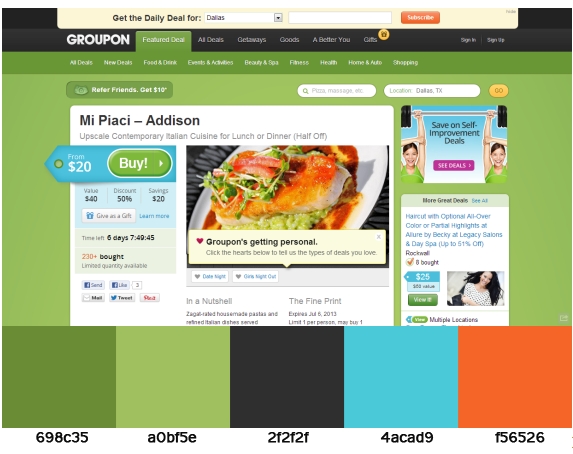 Get the Daily Deal for: Dallas
Subscribe
GROUPON Featured Deal All Deals Getaways Goods A Better You Gifts Sign In Sign Up
All Deals New Deals Food & Drink Events & Activities Beauty & Spa Fitness Health Home & Auto Shopping
Refer Friends. Get $10*
Pizza, massage, etc.
Location: Dallas, TX
GO
Mi Piaci – Addison
Upscale Contemporary Italian Cuisine for Lunch or Dinner (Half Off)
From
$20
Buy!
Value Discount Savings
$40 50% $20
Give as a Gift Learn more
Time left 6 days 7:49:45
230+ bought
Limited quantity available
Send Like 3
Mail Tweet Pin it
Groupon's getting personal.
Click the hearts below to tell us the types of deals you love.
Date Night Girls Night Out
In a Nutshell
Zagat-rated housemade pastas and
refined Italian dishes served
The Fine Print
Expires Jul 6, 2013
Limit 1 per person, may buy 1
Save on Self-
Improvement
Deals
SEE DEALS
More Great Deals See All
Haircut with Optional All-Over
Color or Partial Highlights at
Allure by Becky at Legacy Salons
& Day Spa (Up to 51% Off)
Rockwall
8 bought
$25
$50 value
View It!
View Multiple Locations
698c35 a0bf5e 2f2f2f 4acad9 f56526